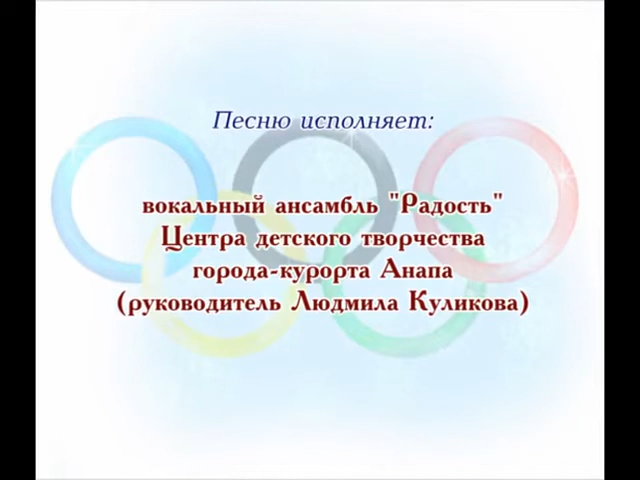 Песню исполняет:
вокальный ансамбль "Радость"
Центра детского творчества
города-курорта Анапа
(руководитель Людмила Куликова)